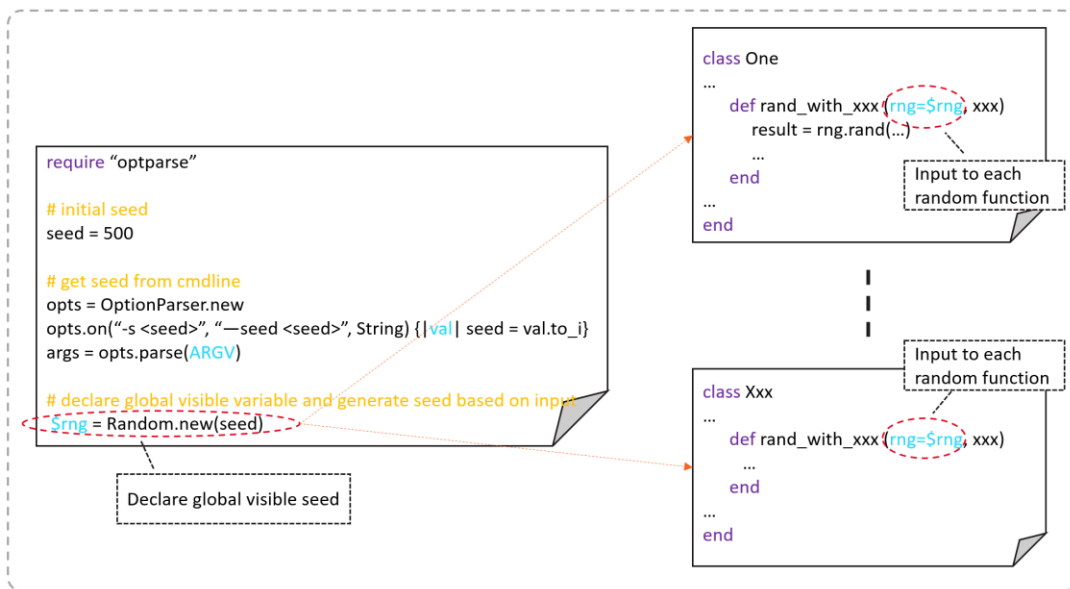 require “optparse”
# initial seed
seed = 500
# get seed from cmdline
opts = OptionParser.new
opts.on(“-s <seed>”, “—seed <seed>”, String) {|val| seed = val.to_i}
args = opts.parse(ARGV)
# declare global visible variable and generate seed based on input
$rng = Random.new(seed)
Declare global visible seed
class One
...
def rand_with_xxx (rng=$rng, xxx)
result = rng.rand(...)
...
end
...
end
Input to each
random function
Input to each
random function
class Xxx
...
def rand_with_xxx (rng=$rng, xxx)
...
end
...
end